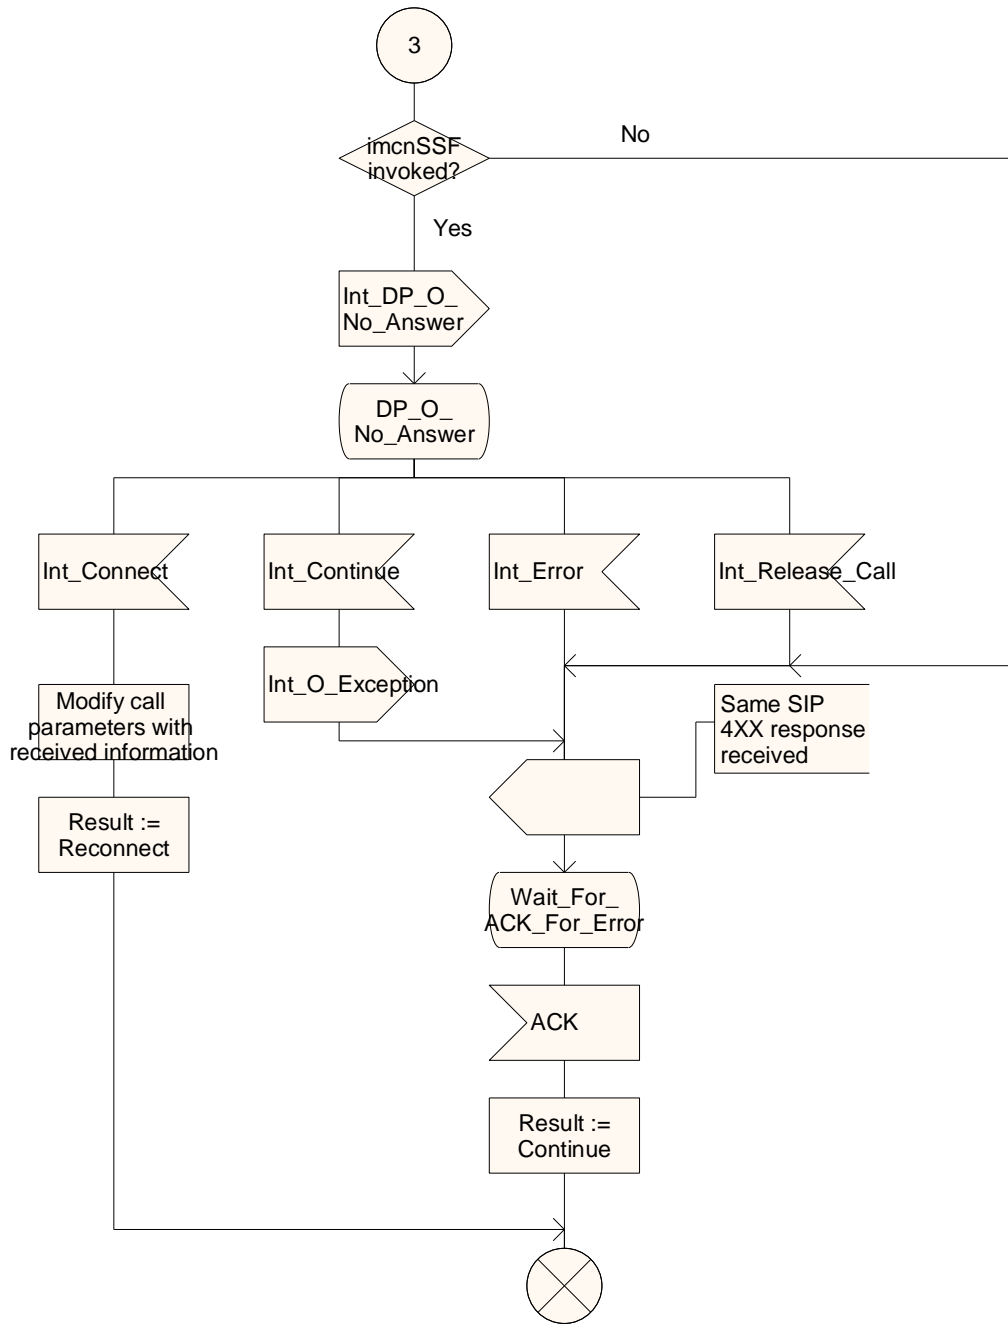 3
imcnSSF
invoked?
No
Yes
Int_DP_O_
No_Answer
DP_O_
No_Answer
Int_Connect
Int_Continue
Int_Error
Int_Release_Call
Int_O_Exception
Modify call
parameters with
received information
Same SIP
4XX response
received
Result :=
Reconnect
Wait_For_
ACK_For_Error
ACK
Result :=
Continue